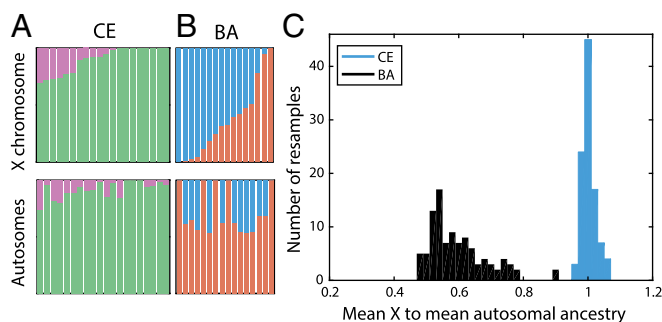 A
CE
B
BA
C
X chromosome
Autosomes
Number of resamples
40
30
20
10
0
CE
BA
0.2
0.4
0.6
0.8
1
1.2
Mean X to mean autosomal ancestry